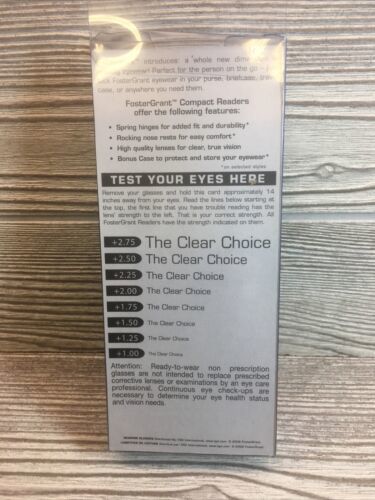 introduces: a whole new
Perfect for the person on the go
FosterGrant eyewear in your purse, briefcase,
case, or anywhere you need them.
FosterGrant™ Compact Readers
offer the following features:
• Spring hinges for added fit and durability*
• Rocking nose rests for easy comfort*
• High quality lenses for clear, true vision
• Bonus Case to protect and store your eyewear*
*on selected styles
TEST YOUR EYES HERE
Remove your glasses and hold this card approximately 14
inches away from your eyes. Read the lines below starting at
the top, the first line that you have trouble reading has the
lens' strength to the left. That is your correct strength. All
FosterGrant Readers have the strength indicated on them.
+2.75 The Clear Choice
+2.50 The Clear Choice
+2.25 The Clear Choice
+2.00 The Clear Choice
+1.75 The Clear Choice
+1.50 The Clear Choice
+1.25 The Clear Choice
+1.00 The Clear Choice
Attention: Ready-to-wear non prescription
glasses are not intended to replace prescribed
corrective lenses or examinations by an eye care
professional. Continuous eye check-ups are
necessary to determine your eye health status
and vision needs.